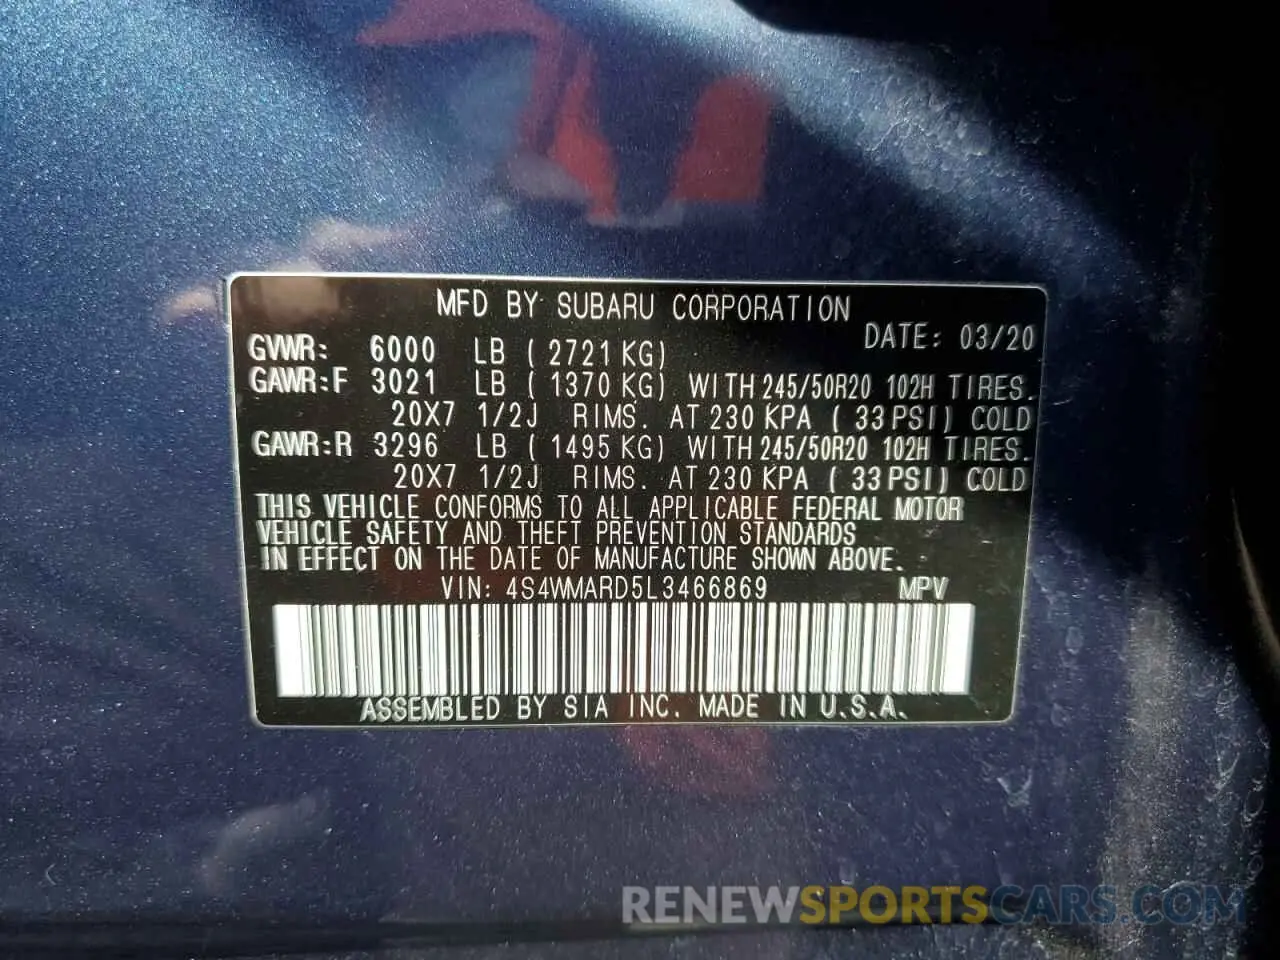 MFD BY SUBARU CORPORATION
DATE: 03/20
GVWR: 6000 LB ( 2721 KG)
GAWR:F 3021 LB ( 1370 KG) WITH 245/50R20 102H TIRES.
20X7 1/2J RIMS. AT 230 KPA ( 33 PSI) COLD
GAWR:R 3296 LB ( 1495 KG) WITH 245/50R20 102H TIRES.
20X7 1/2J RIMS. AT 230 KPA ( 33 PSI) COLD
THIS VEHICLE CONFORMS TO ALL APPLICABLE FEDERAL MOTOR
VEHICLE SAFETY AND THEFT PREVENTION STANDARDS
IN EFFECT ON THE DATE OF MANUFACTURE SHOWN ABOVE.
VIN: 4S4WMARD5L3466869 MPV
ASSEMBLED BY SIA INC. MADE IN U.S.A.
RENEWSPORTSCARS.COM